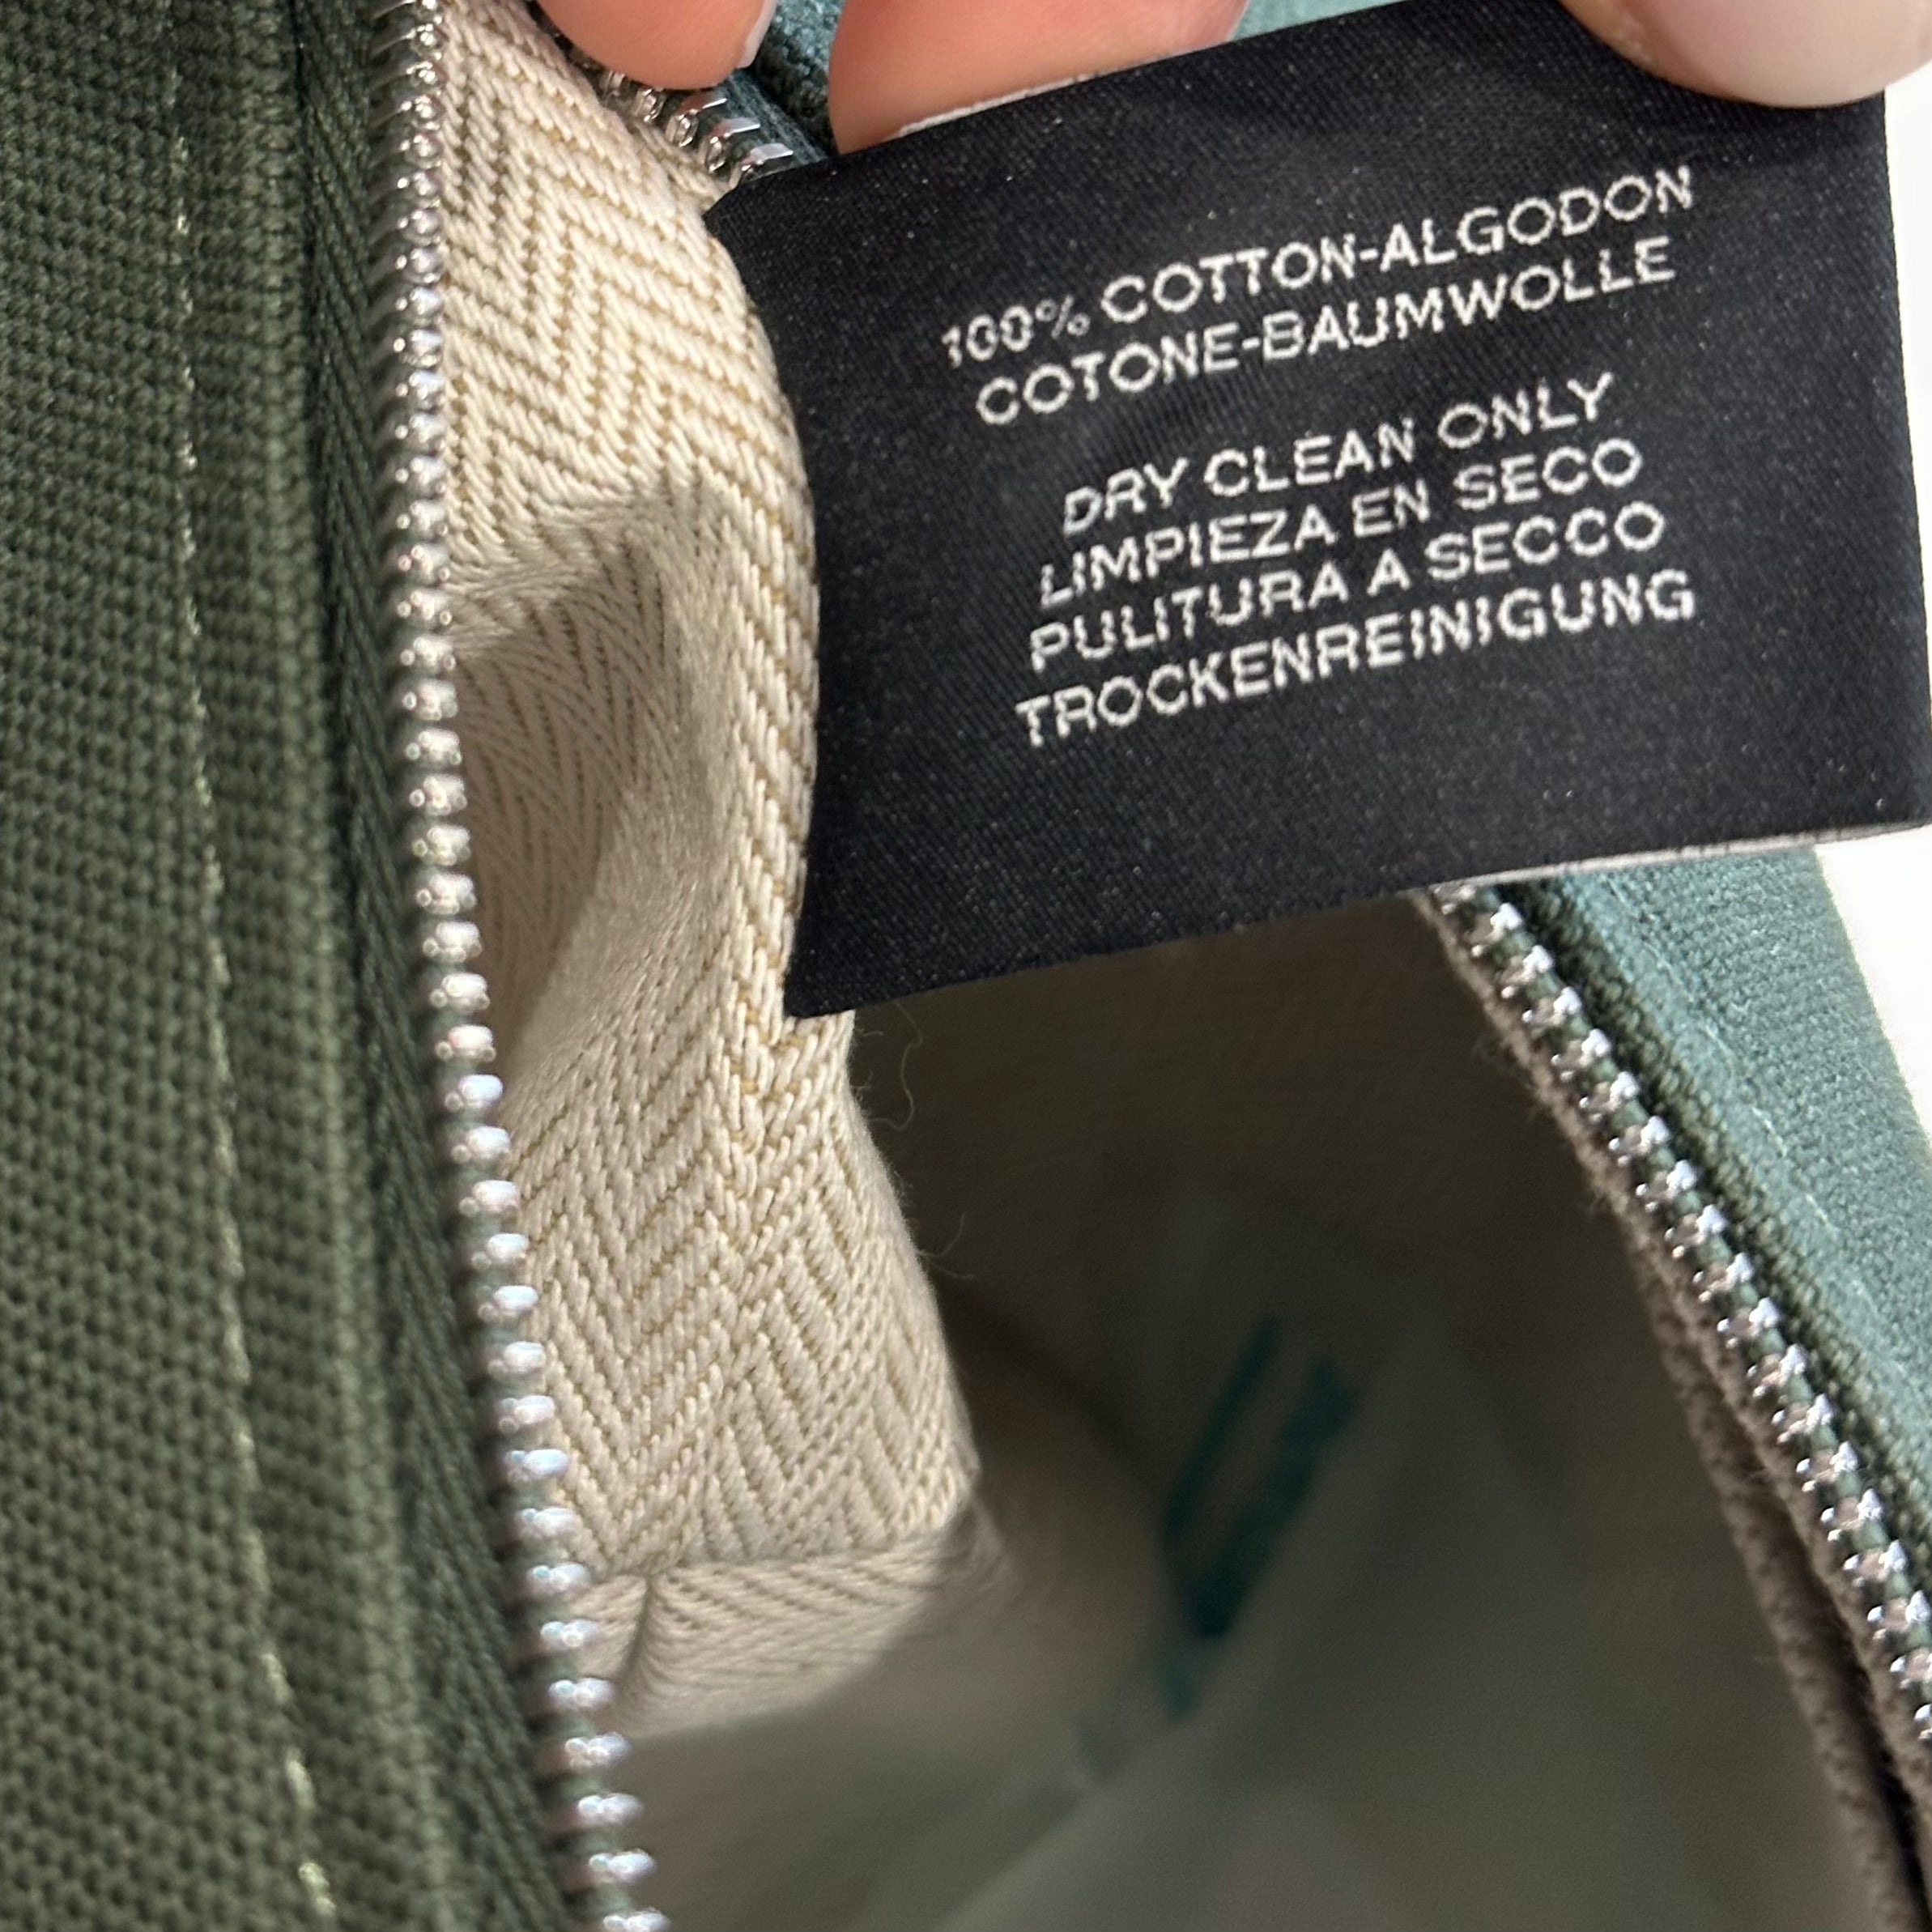 100% COTTON-ALGODON
COTONE-BAUMWOLLE
DRY CLEAN ONLY
LIMPIEZA EN SECO
PULITURA A SECCO
TROCKENREINIGUNG